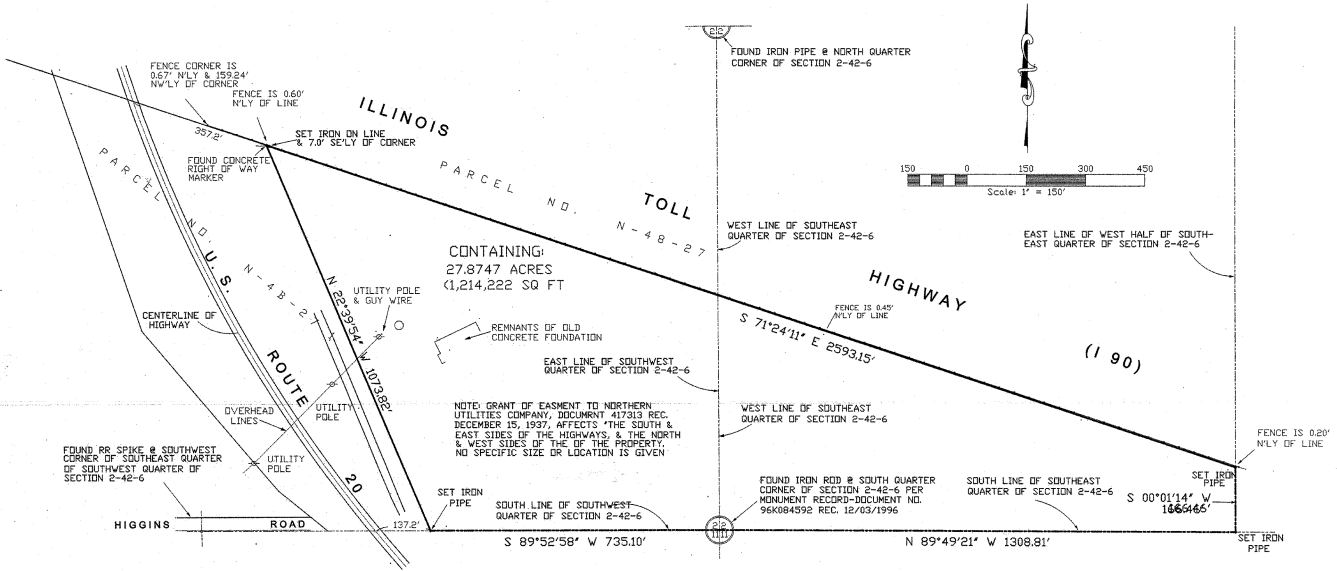 2 2
FOUND IRON PIPE @ NORTH QUARTER
CORNER OF SECTION 2-42-6
FENCE CORNER IS
0.67' N'LY & 159.24'
NW'LY OF CORNER
FENCE IS 0.60'
N'LY OF LINE
357.2'
SET IRON ON LINE
& 7.0' SE'LY OF CORNER
FOUND CONCRETE
RIGHT OF WAY
MARKER
ILLINOIS
TOLL
HIGHWAY
(I 90)
PARCEL NO. N-48-27
PARCEL NO. N-4B-27
150 0 150 300 450
Scale: 1" = 150'
WEST LINE OF SOUTHEAST
QUARTER OF SECTION 2-42-6
EAST LINE OF WEST HALF OF SOUTH-
EAST QUARTER OF SECTION 2-42-6
CONTAINING:
27.8747 ACRES
(1,214,222 SQ FT
N 22°39'54" W 1073.82'
UTILITY POLE
& GUY WIRE
REMNANTS OF OLD
CONCRETE FOUNDATION
CENTERLINE OF
HIGHWAY
U. S. ROUTE 20
FENCE IS 0.45'
N'LY OF LINE
S 71°24'11" E 2593.15'
EAST LINE OF SOUTHWEST
QUARTER OF SECTION 2-42-6
OVERHEAD
LINES
UTILITY
POLE
UTILITY
POLE
NOTE: GRANT OF EASMENT TO NORTHERN
UTILITIES COMPANY, DOCUMRNT 417313 REC.
DECEMBER 15, 1937, AFFECTS "THE SOUTH &
EAST SIDES OF THE HIGHWAYS, & THE NORTH
& WEST SIDES OF THE OF THE PROPERTY.
NO SPECIFIC SIZE OR LOCATION IS GIVEN
WEST LINE OF SOUTHEAST
QUARTER OF SECTION 2-42-6
FENCE IS 0.20'
N'LY OF LINE
FOUND RR SPIKE @ SOUTHWEST
CORNER OF SOUTHEAST QUARTER
OF SOUTHWEST QUARTER OF
SECTION 2-42-6
SET IRON
PIPE
SOUTH LINE OF SOUTHWEST
QUARTER OF SECTION 2-42-6
FOUND IRON ROD @ SOUTH QUARTER
CORNER OF SECTION 2-42-6 PER
MONUMENT RECORD-DOCUMENT NO.
96K084592 REC. 12/03/1996
SOUTH LINE OF SOUTHEAST
QUARTER OF SECTION 2-42-6
SET IRON
PIPE
S 00°01'14" W
HIGGINS ROAD
137.2'
2 2
11 11
S 89°52'58" W 735.10'
N 89°49'21" W 1308.81'
SET IRON
PIPE